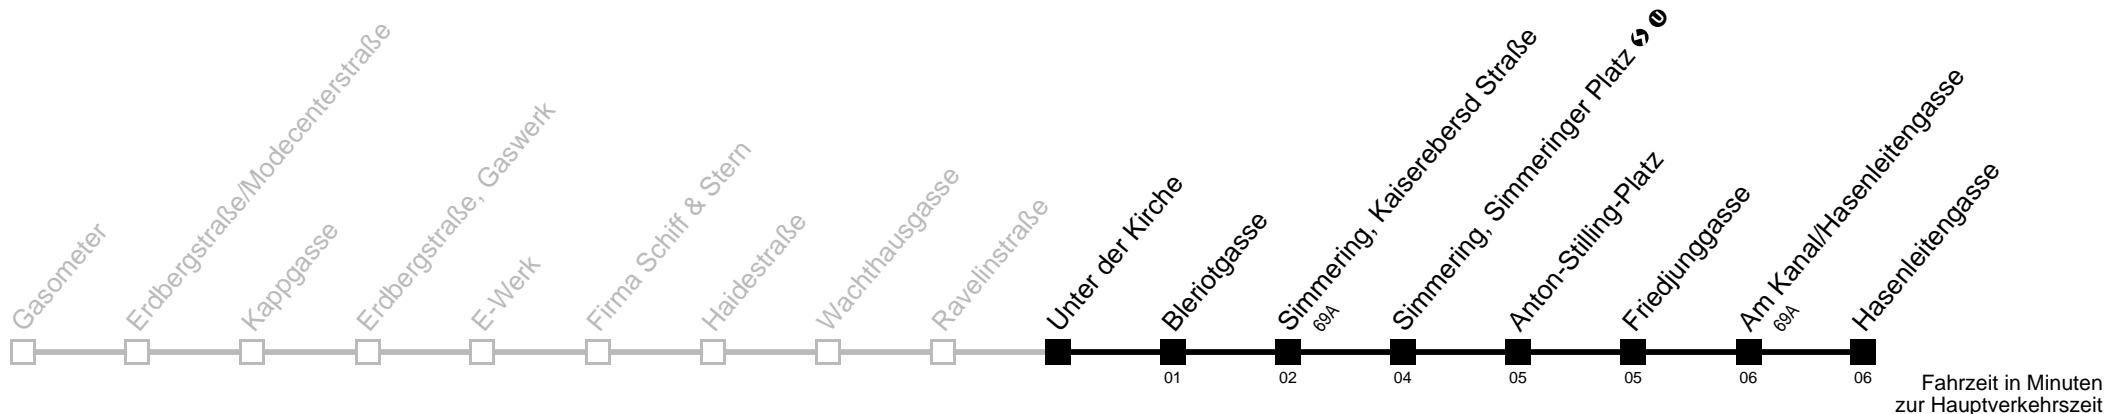 Gasometer
Erdbergstraße/Modecenterstraße
Kappgasse
Erdbergstraße, Gaswerk
E-Werk
Firma Schiff & Stern
Haidestraße
Wachthausgasse
Ravelinstraße
Unter der Kirche
Bleriotgasse
Simmering, Kaiserebersd Straße
69A
Simmering, Simmeringer Platz S U
Anton-Stilling-Platz
Friedjunggasse
Am Kanal/Hasenleitengasse
69A
Hasenleitengasse
01 02 04 05 05 06 06
Fahrzeit in Minuten
zur Hauptverkehrszeit